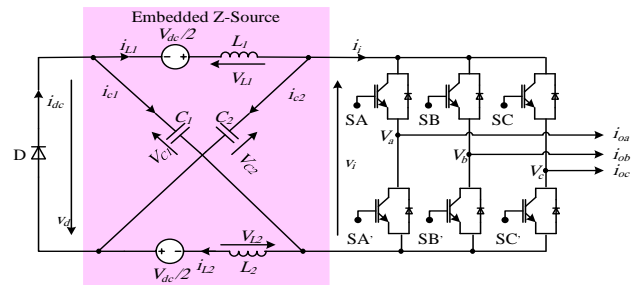 Embedded Z-Source
V_dc/2
L_1
i_L1
- +
V_L1
i_i
i_dc
i_c1
i_c2
C_1
C_2
SA
SB
SC
D
V_C1
V_C2
v_i
V_a
V_b
V_c
i_oa
i_ob
i_oc
v_d
V_L2
+ -
i_L2
L_2
V_dc/2
SA'
SB'
SC'